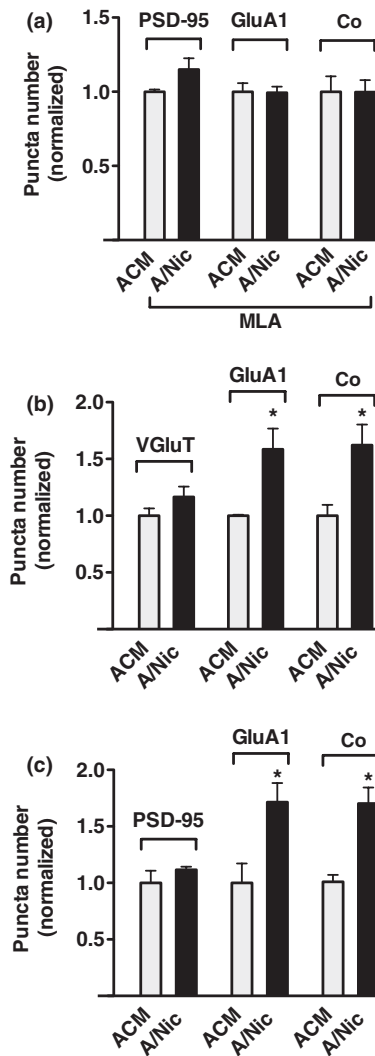 (a)
PSD-95 GluA1 Co
Puncta number
(normalized)
1.5
1.0
0.5
ACM A/Nic ACM A/Nic ACM A/Nic
MLA
(b)
GluA1 Co
VGluT
* *
Puncta number
(normalized)
2.0
1.5
1.0
0.5
ACM A/Nic ACM A/Nic ACM A/Nic
(c)
GluA1 Co
PSD-95
* *
Puncta number
(normalized)
2.0
1.5
1.0
0.5
ACM A/Nic ACM A/Nic ACM A/Nic